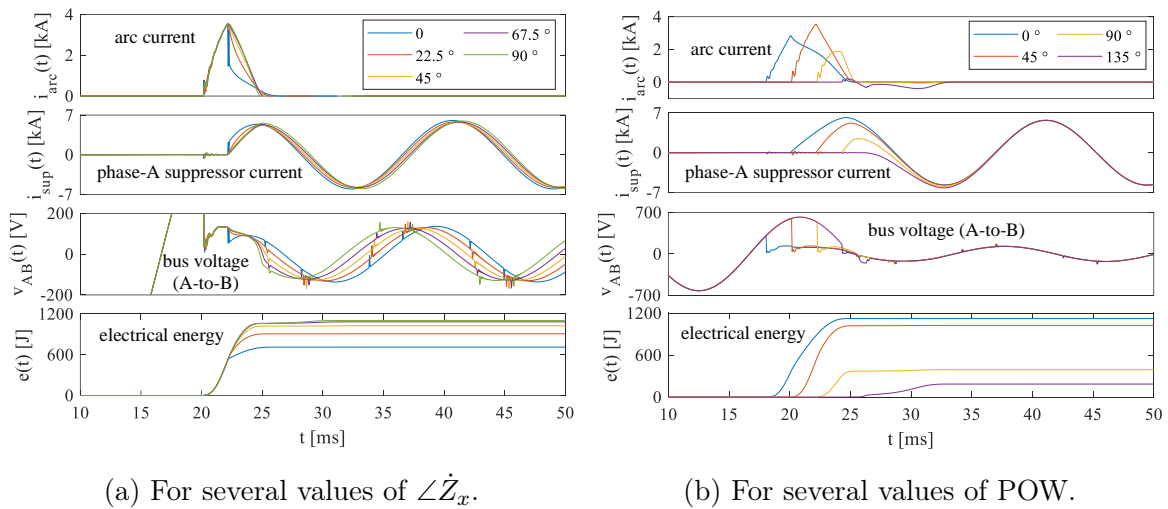 4
2
0
i_arc(t) [kA]
arc current
0
22.5 °
45 °
67.5 °
90 °
7
0
-7
i_sup(t) [kA]
phase-A suppressor current
200
0
-200
v_AB(t) [V]
bus voltage
(A-to-B)
1200
600
0
e(t) [J]
electrical energy
10 15 20 25 30 35 40 45 50
t [ms]
(a) For several values of ∠Ż_x.
4
2
0
i_arc(t) [kA]
arc current
0 °
45 °
90 °
135 °
7
0
-7
i_sup(t) [kA]
phase-A suppressor current
700
0
-700
v_AB(t) [V]
bus voltage (A-to-B)
1200
600
0
e(t) [J]
electrical energy
10 15 20 25 30 35 40 45 50
t [ms]
(b) For several values of POW.